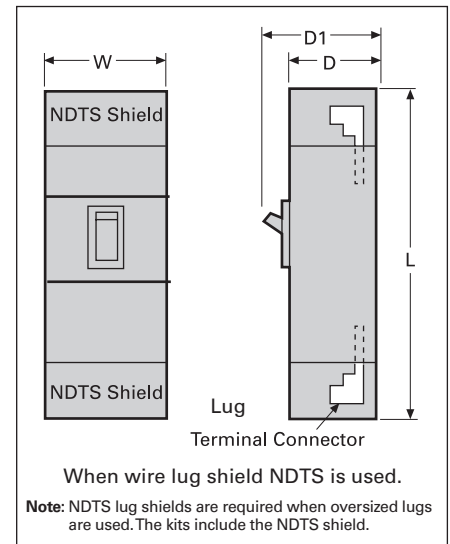 D1
W
D
NDTS Shield
L
NDTS Shield
Lug
Terminal Connector
When wire lug shield NDTS is used.
Note: NDTS lug shields are required when oversized lugs
are used. The kits include the NDTS shield.